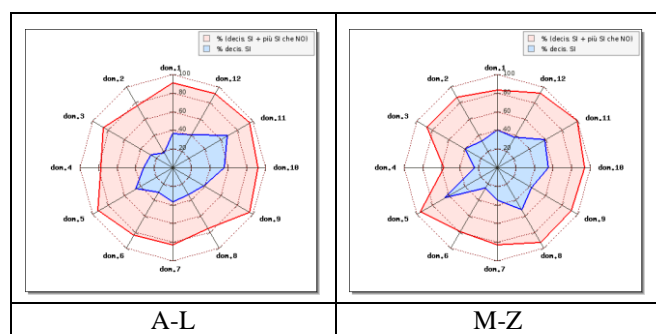 % (decis. SI + più SI che NO)
% decis. SI
dom.1
dom.2
dom.3
dom.4
dom.5
dom.6
dom.7
dom.8
dom.9
dom.10
dom.11
dom.12
100
80
60
40
20
% (decis. SI + più SI che NO)
% decis. SI
dom.1
dom.2
dom.3
dom.4
dom.5
dom.6
dom.7
dom.8
dom.9
dom.10
dom.11
dom.12
100
80
60
40
20
A-L
M-Z